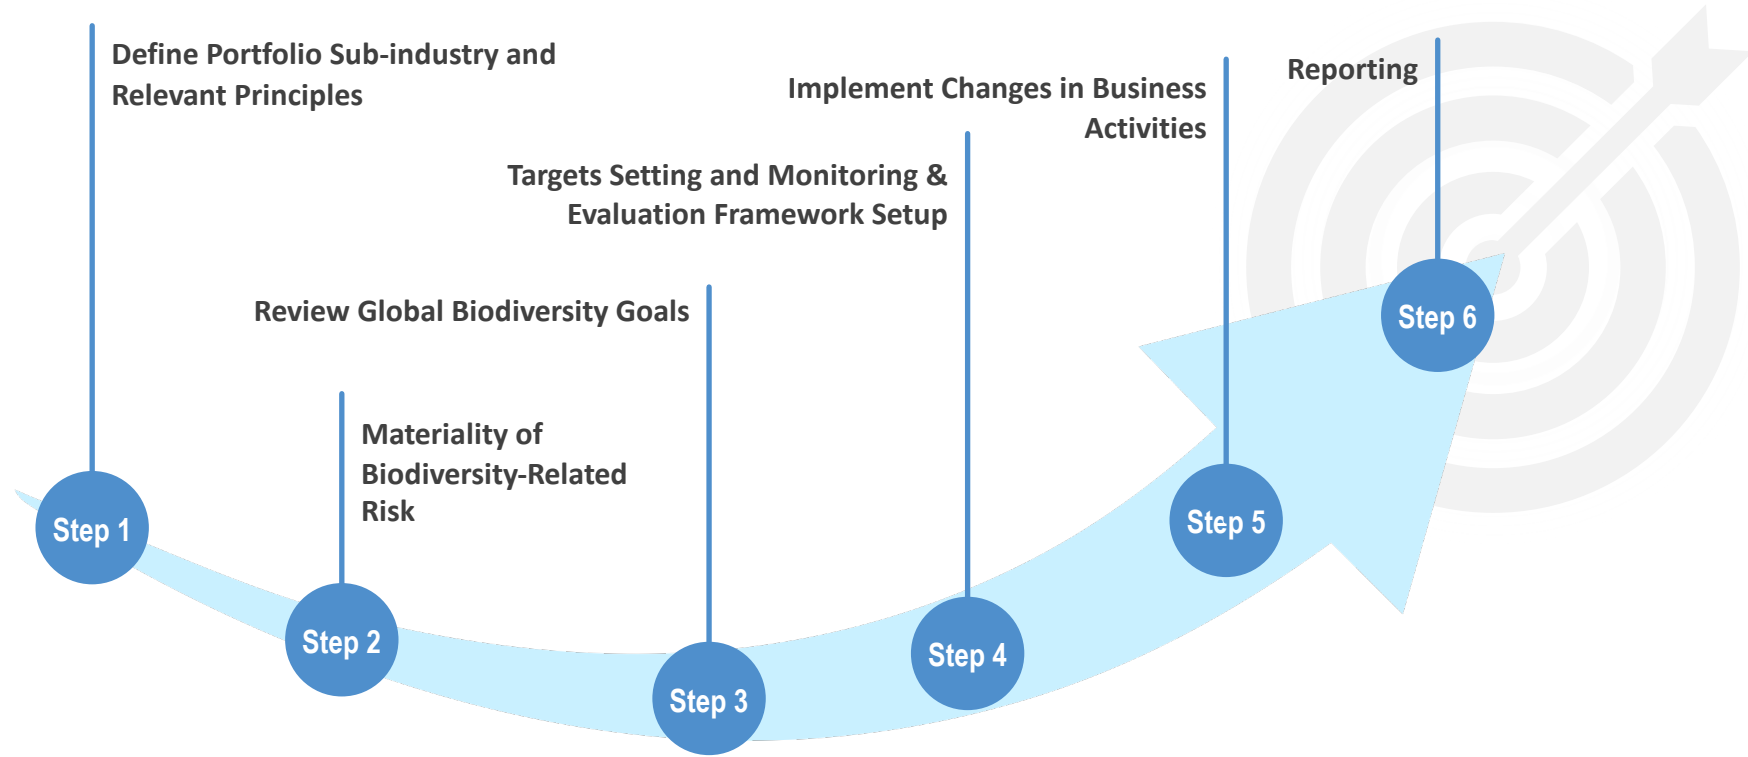 Define Portfolio Sub-industry and
Relevant Principles
Step 1
Materiality of
Biodiversity-Related
Risk
Step 2
Review Global Biodiversity Goals
Step 3
Targets Setting and Monitoring &
Evaluation Framework Setup
Step 4
Implement Changes in Business
Activities
Step 5
Reporting
Step 6